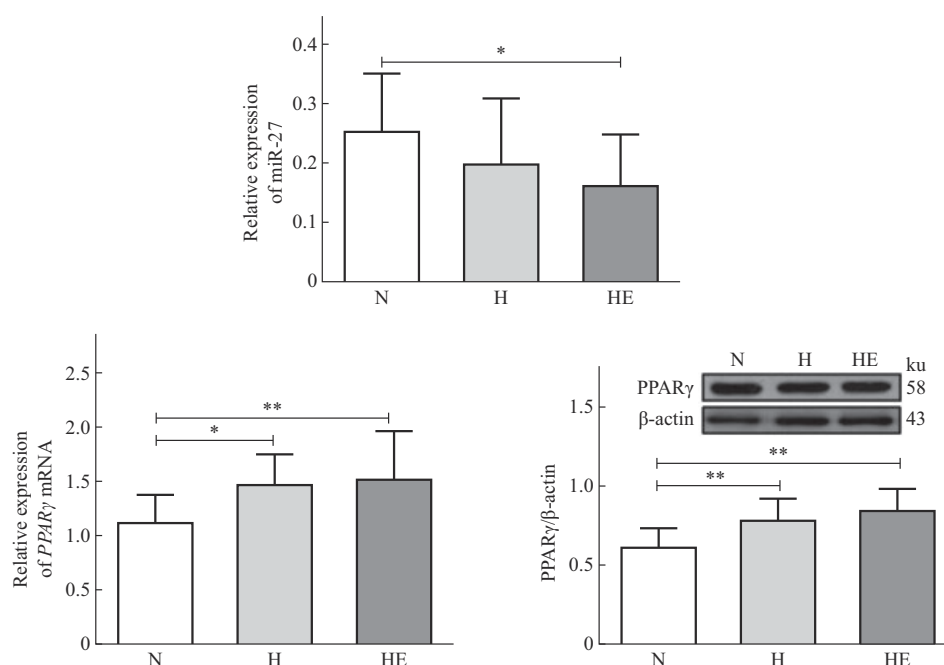 *
0.4
0.3
0.2
0.1
0
Relative expression
of miR-27
N H HE
2.5
2.0
1.5
1.0
0.5
0
Relative expression
of PPARγ mRNA
**
*
N H HE
N H HE ku
PPARγ 58
β-actin 43
1.5
1.0
0.5
0
PPARγ/β-actin
**
**
N H HE